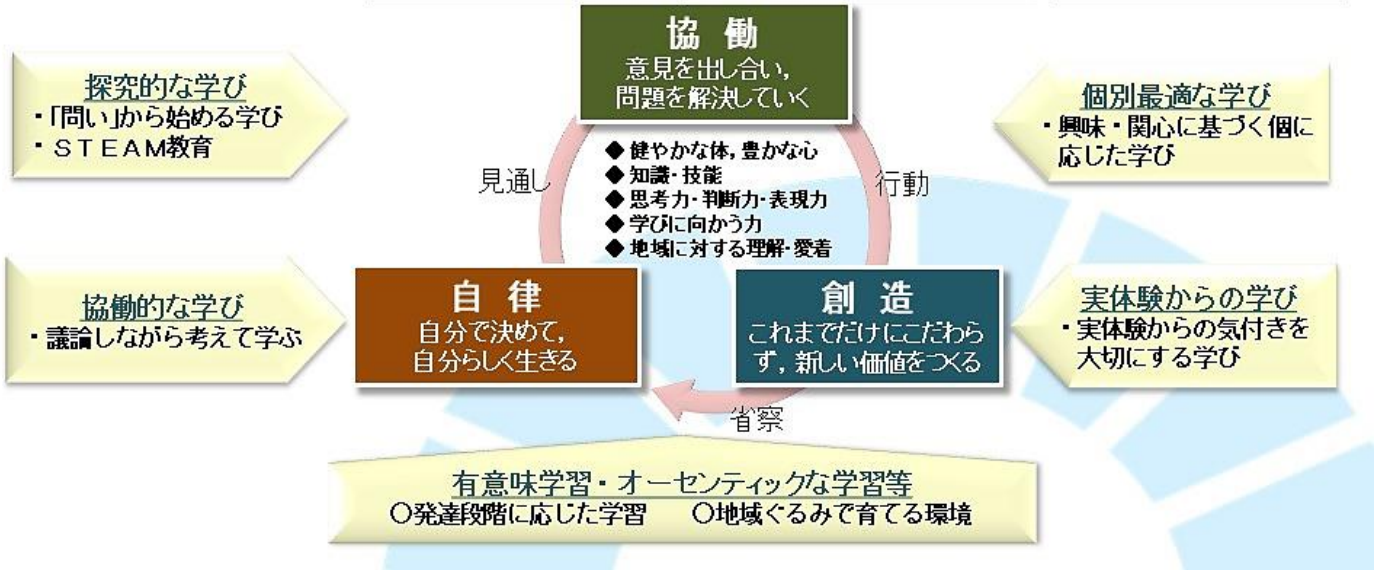 協 働
意見を出し合い，
問題を解決していく
探究的な学び
・「問い」から始める学び
・ＳＴＥＡＭ教育
個別最適な学び
・興味・関心に基づく個に
応じた学び
見通し
行動
◆ 健やかな体，豊かな心
◆ 知識・技能
◆ 思考力・判断力・表現力
◆ 学びに向かう力
◆ 地域に対する理解・愛着
協働的な学び
・議論しながら考えて学ぶ
自 律
自分で決めて，
自分らしく生きる
創 造
これまでだけにこだわら
ず，新しい価値をつくる
実体験からの学び
・実体験からの気付きを
大切にする学び
省察
有意味学習・オーセンティックな学習等
○発達段階に応じた学習 ○地域ぐるみで育てる環境